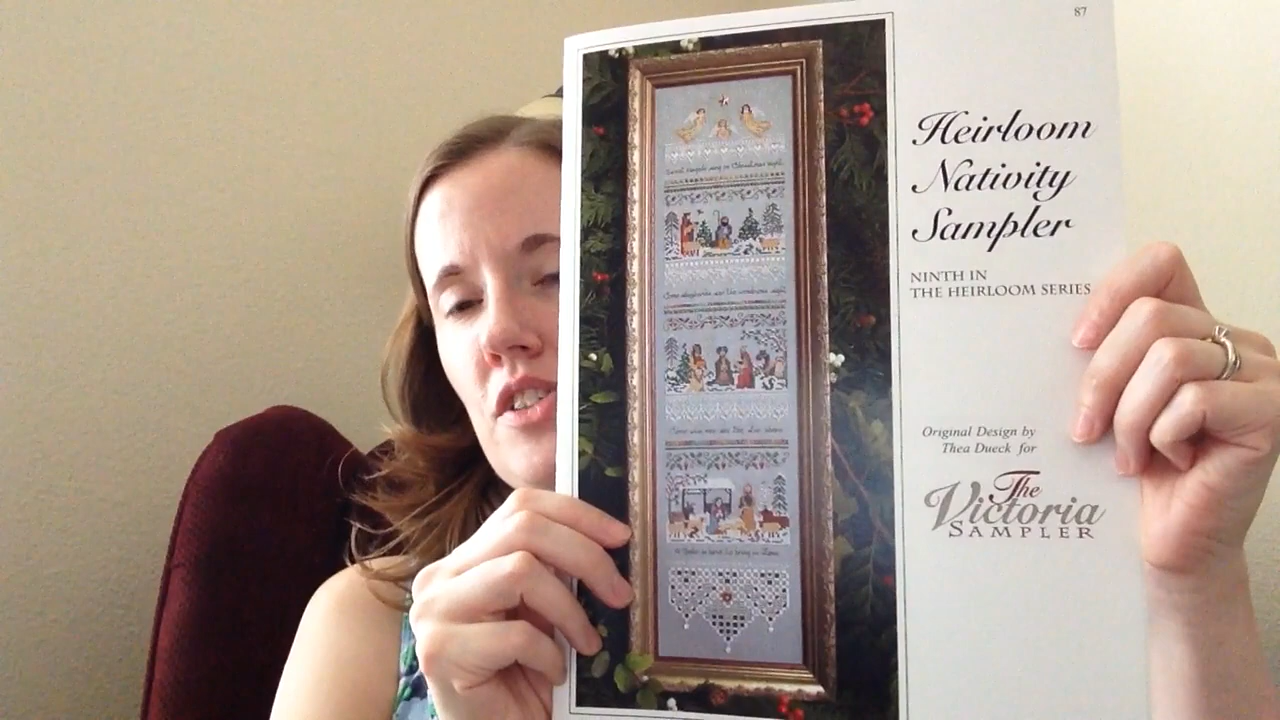 87
Heirloom
Nativity
Sampler
NINTH IN
THE HEIRLOOM SERIES
Original Design by
Thea Dueck for
The
Victoria
SAMPLER